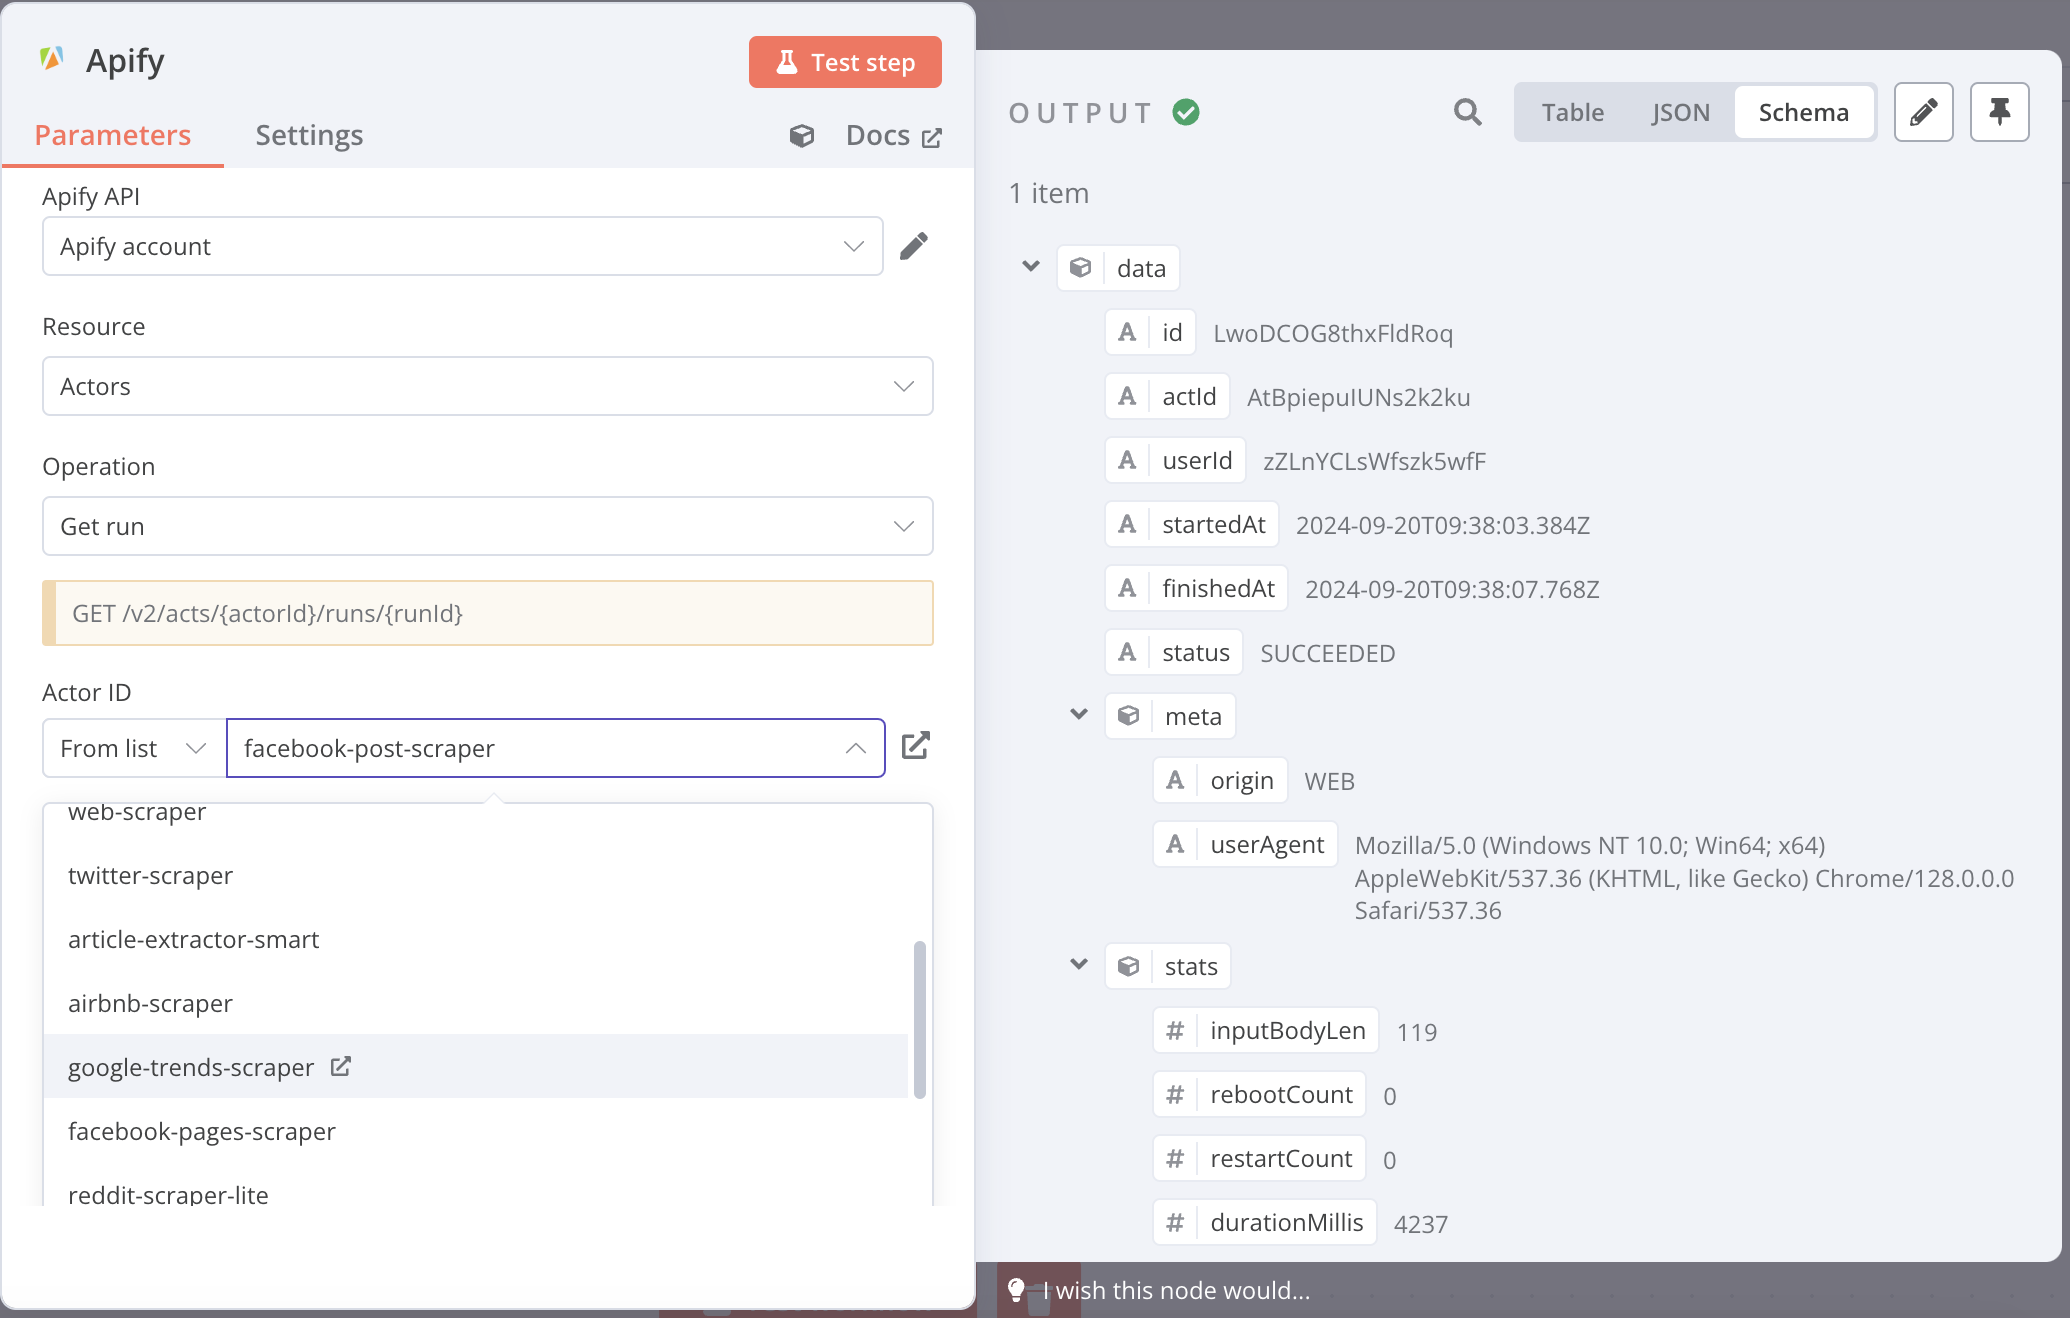 Apify
Test step
Parameters
Settings
Docs
Apify API
Apify account
Resource
Actors
Operation
Get run
GET /v2/acts/{actorId}/runs/{runId}
Actor ID
From list
facebook-post-scraper
web-scraper
twitter-scraper
article-extractor-smart
airbnb-scraper
google-trends-scraper
facebook-pages-scraper
reddit-scraper-lite
OUTPUT
Table
JSON
Schema
1 item
data
A id LwoDCOG8thxFldRoq
A actId AtBpiepuIUNs2k2ku
A userId zZLnYCLsWfszk5wfF
A startedAt 2024-09-20T09:38:03.384Z
A finishedAt 2024-09-20T09:38:07.768Z
A status SUCCEEDED
meta
A origin WEB
A userAgent Mozilla/5.0 (Windows NT 10.0; Win64; x64)
AppleWebKit/537.36 (KHTML, like Gecko) Chrome/128.0.0.0
Safari/537.36
stats
# inputBodyLen 119
# rebootCount 0
# restartCount 0
# durationMillis 4237
I wish this node would...